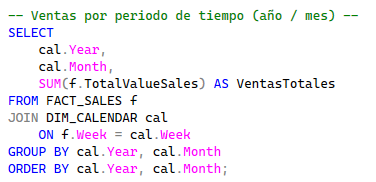 -- Ventas por periodo de tiempo (año / mes) --
SELECT
    cal.Year,
    cal.Month,
    SUM(f.TotalValueSales) AS VentasTotales
FROM FACT_SALES f
JOIN DIM_CALENDAR cal
    ON f.Week = cal.Week
GROUP BY cal.Year, cal.Month
ORDER BY cal.Year, cal.Month;